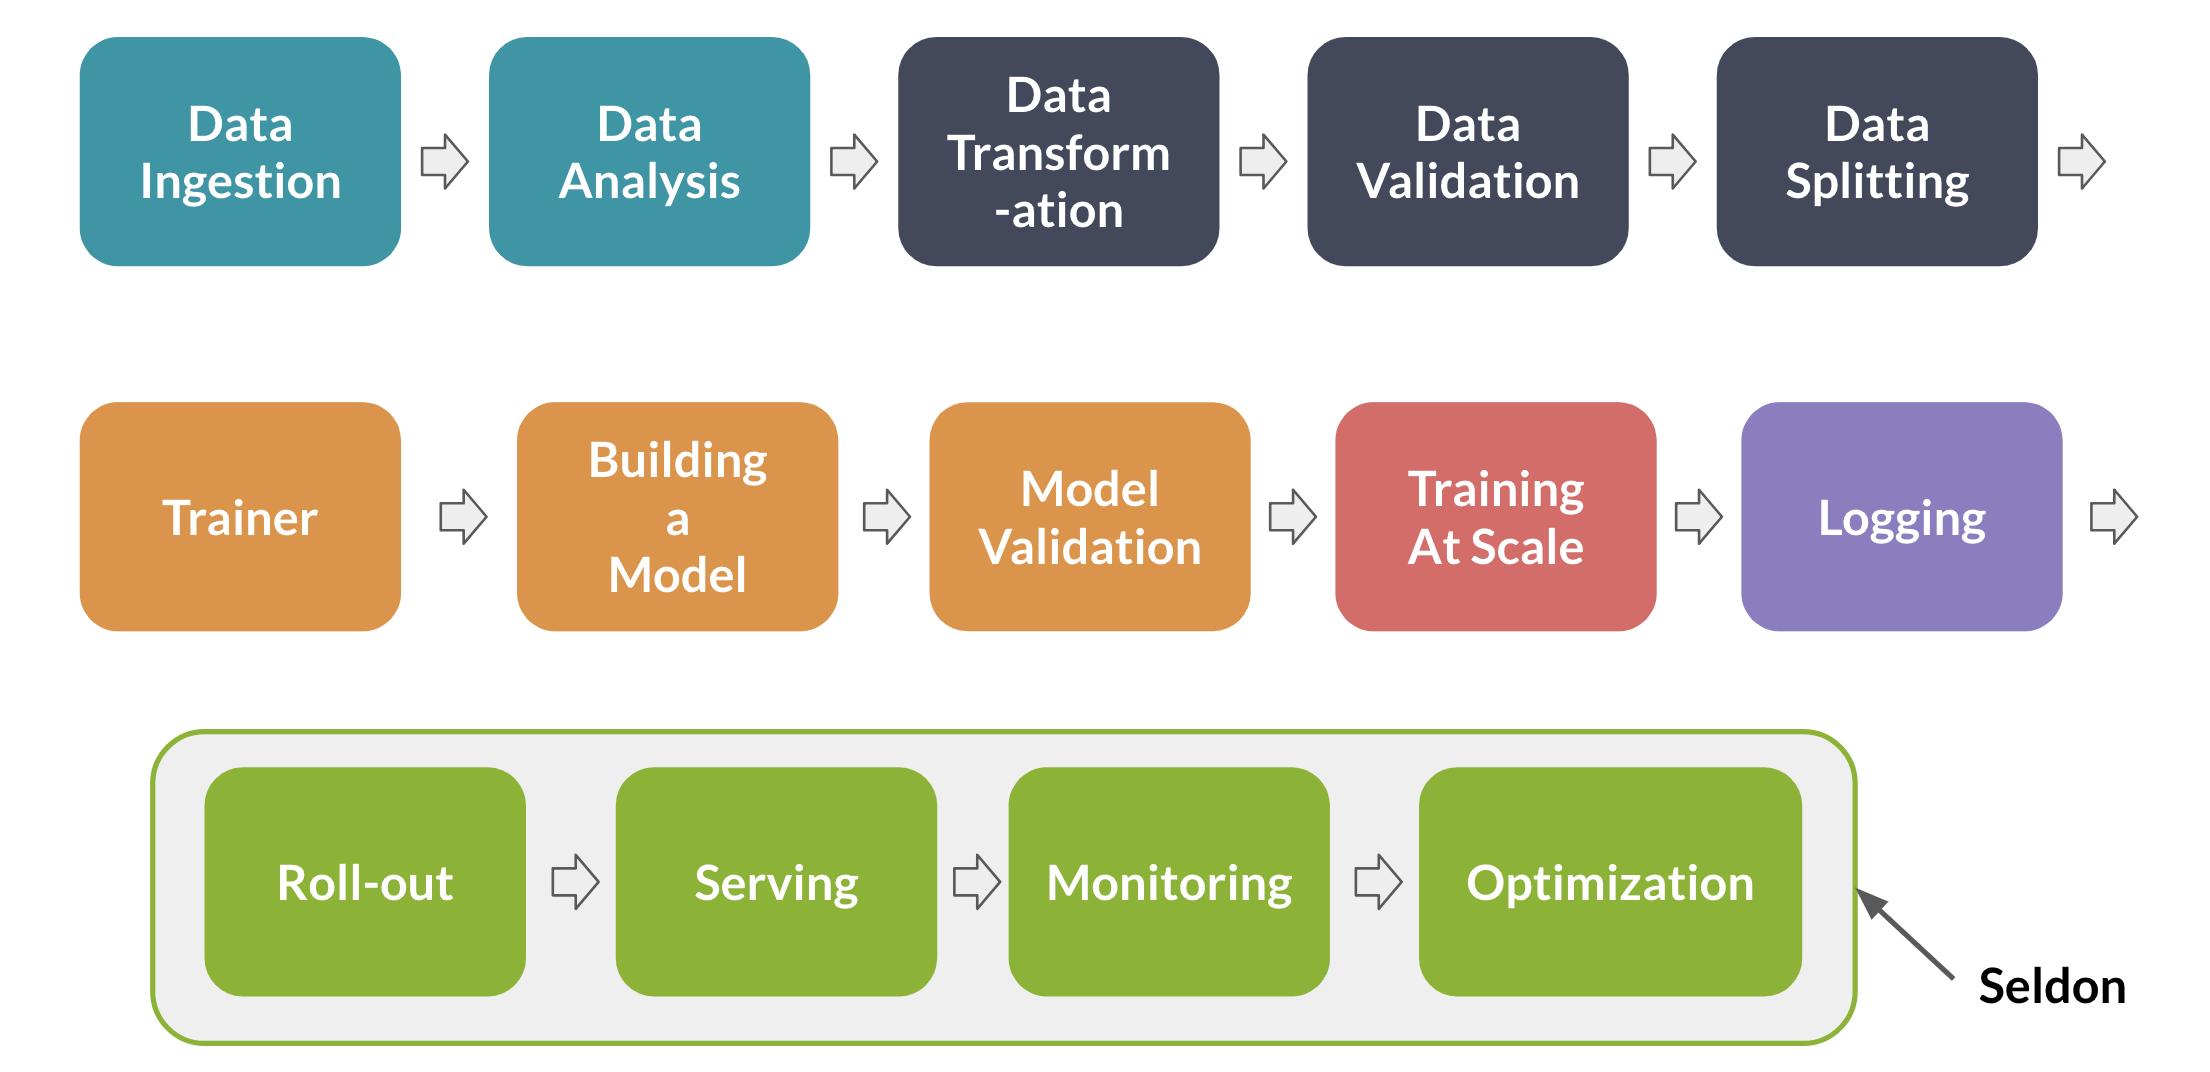 Data
Ingestion
Data
Analysis
Data
Transform
-ation
Data
Validation
Data
Splitting
Trainer
Building
a
Model
Model
Validation
Training
At Scale
Logging
Roll-out
Serving
Monitoring
Optimization
Seldon